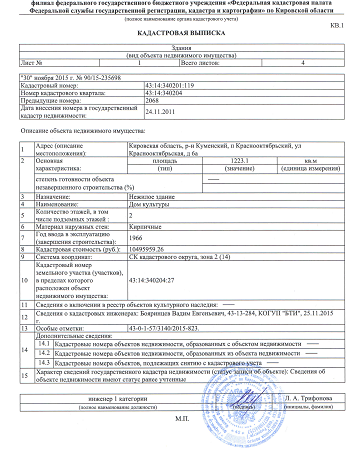 филиал федерального государственного бюджетного учреждения «Федеральная кадастровая палата
Федеральной службы государственной регистрации, кадастра и картографии» по Кировской области
(полное наименование органа кадастрового учета)
КВ.1
КАДАСТРОВАЯ ВЫПИСКА
Здания
(вид объекта недвижимого имущества)
Лист № 1 Всего листов: 4
"30" ноября 2015 г. № 90/15-235698
Кадастровый номер: 43:14:340201:119
Номер кадастрового квартала: 43:14:340204
Предыдущие номера: 2068
Дата внесения номера в государственный кадастр недвижимости: 24.11.2011
Описание объекта недвижимого имущества:
1 Адрес (описание местоположения): Кировская область, р-н Куменский, п Краснооктябрьский, ул Краснооктябрьская, д 6а
2 Основная характеристика: площадь 1223.1 кв.м
(тип) (значение) (единица измерения)
степень готовности объекта незавершенного строительства (%) ——
3 Назначение: Нежилое здание
4 Наименование: Дом культуры
5 Количество этажей, в том числе подземных этажей : 2
6 Материал наружных стен: Кирпичные
7 Год ввода в эксплуатацию (завершения строительства): 1966
8 Кадастровая стоимость (руб.): 10495959.26
9 Система координат: СК кадастрового округа, зона 2 (14)
10 Кадастровый номер земельного участка (участков), в пределах которого расположен объект недвижимого имущества: 43:14:340204:27
11 Сведения о включении в реестр объектов культурного наследия: ——
12 Сведения о кадастровых инженерах: Бояринцев Вадим Евгеньевич, 43-13-284, КОГУП "БТИ", 25.11.2015 г.
13 Особые отметки: 43-0-1-57/3140/2015-823.
14 Дополнительные сведения:
14.1 Кадастровые номера объектов недвижимости, образованных с объектом недвижимости ——
14.2 Кадастровые номера объектов недвижимости, образованных из объекта недвижимости ——
14.3 Кадастровые номера объектов, подлежащих снятию с кадастрового учета ——
15 Характер сведений государственного кадастра недвижимости (статус записи об объекте): Сведения об объекте недвижимости имеют статус ранее учтенные
инженер 1 категории Л. А. Трифонова
(полное наименование должности) (подпись) (инициалы, фамилия)
М.П.